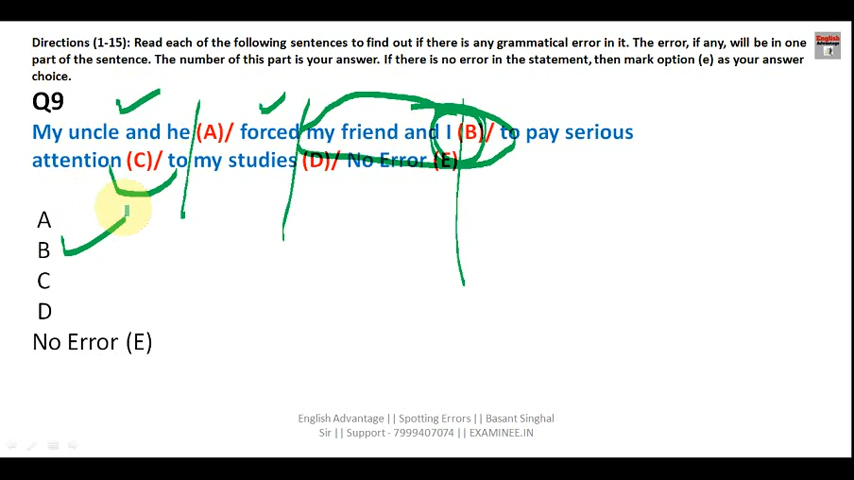 Directions (1-15): Read each of the following sentences to find out if there is any grammatical error in it. The error, if any, will be in one
part of the sentence. The number of this part is your answer. If there is no error in the statement, then mark option (e) as your answer
choice.
English
Advantage
Q9
My uncle and he (A)/ forced my friend and I (B)/ to pay serious
attention (C)/ to my studies (D)/ No Error (E)
A
B
C
D
No Error (E)
English Advantage || Spotting Errors || Basant Singhal
Sir || Support - 7999407074 || EXAMINEE.IN